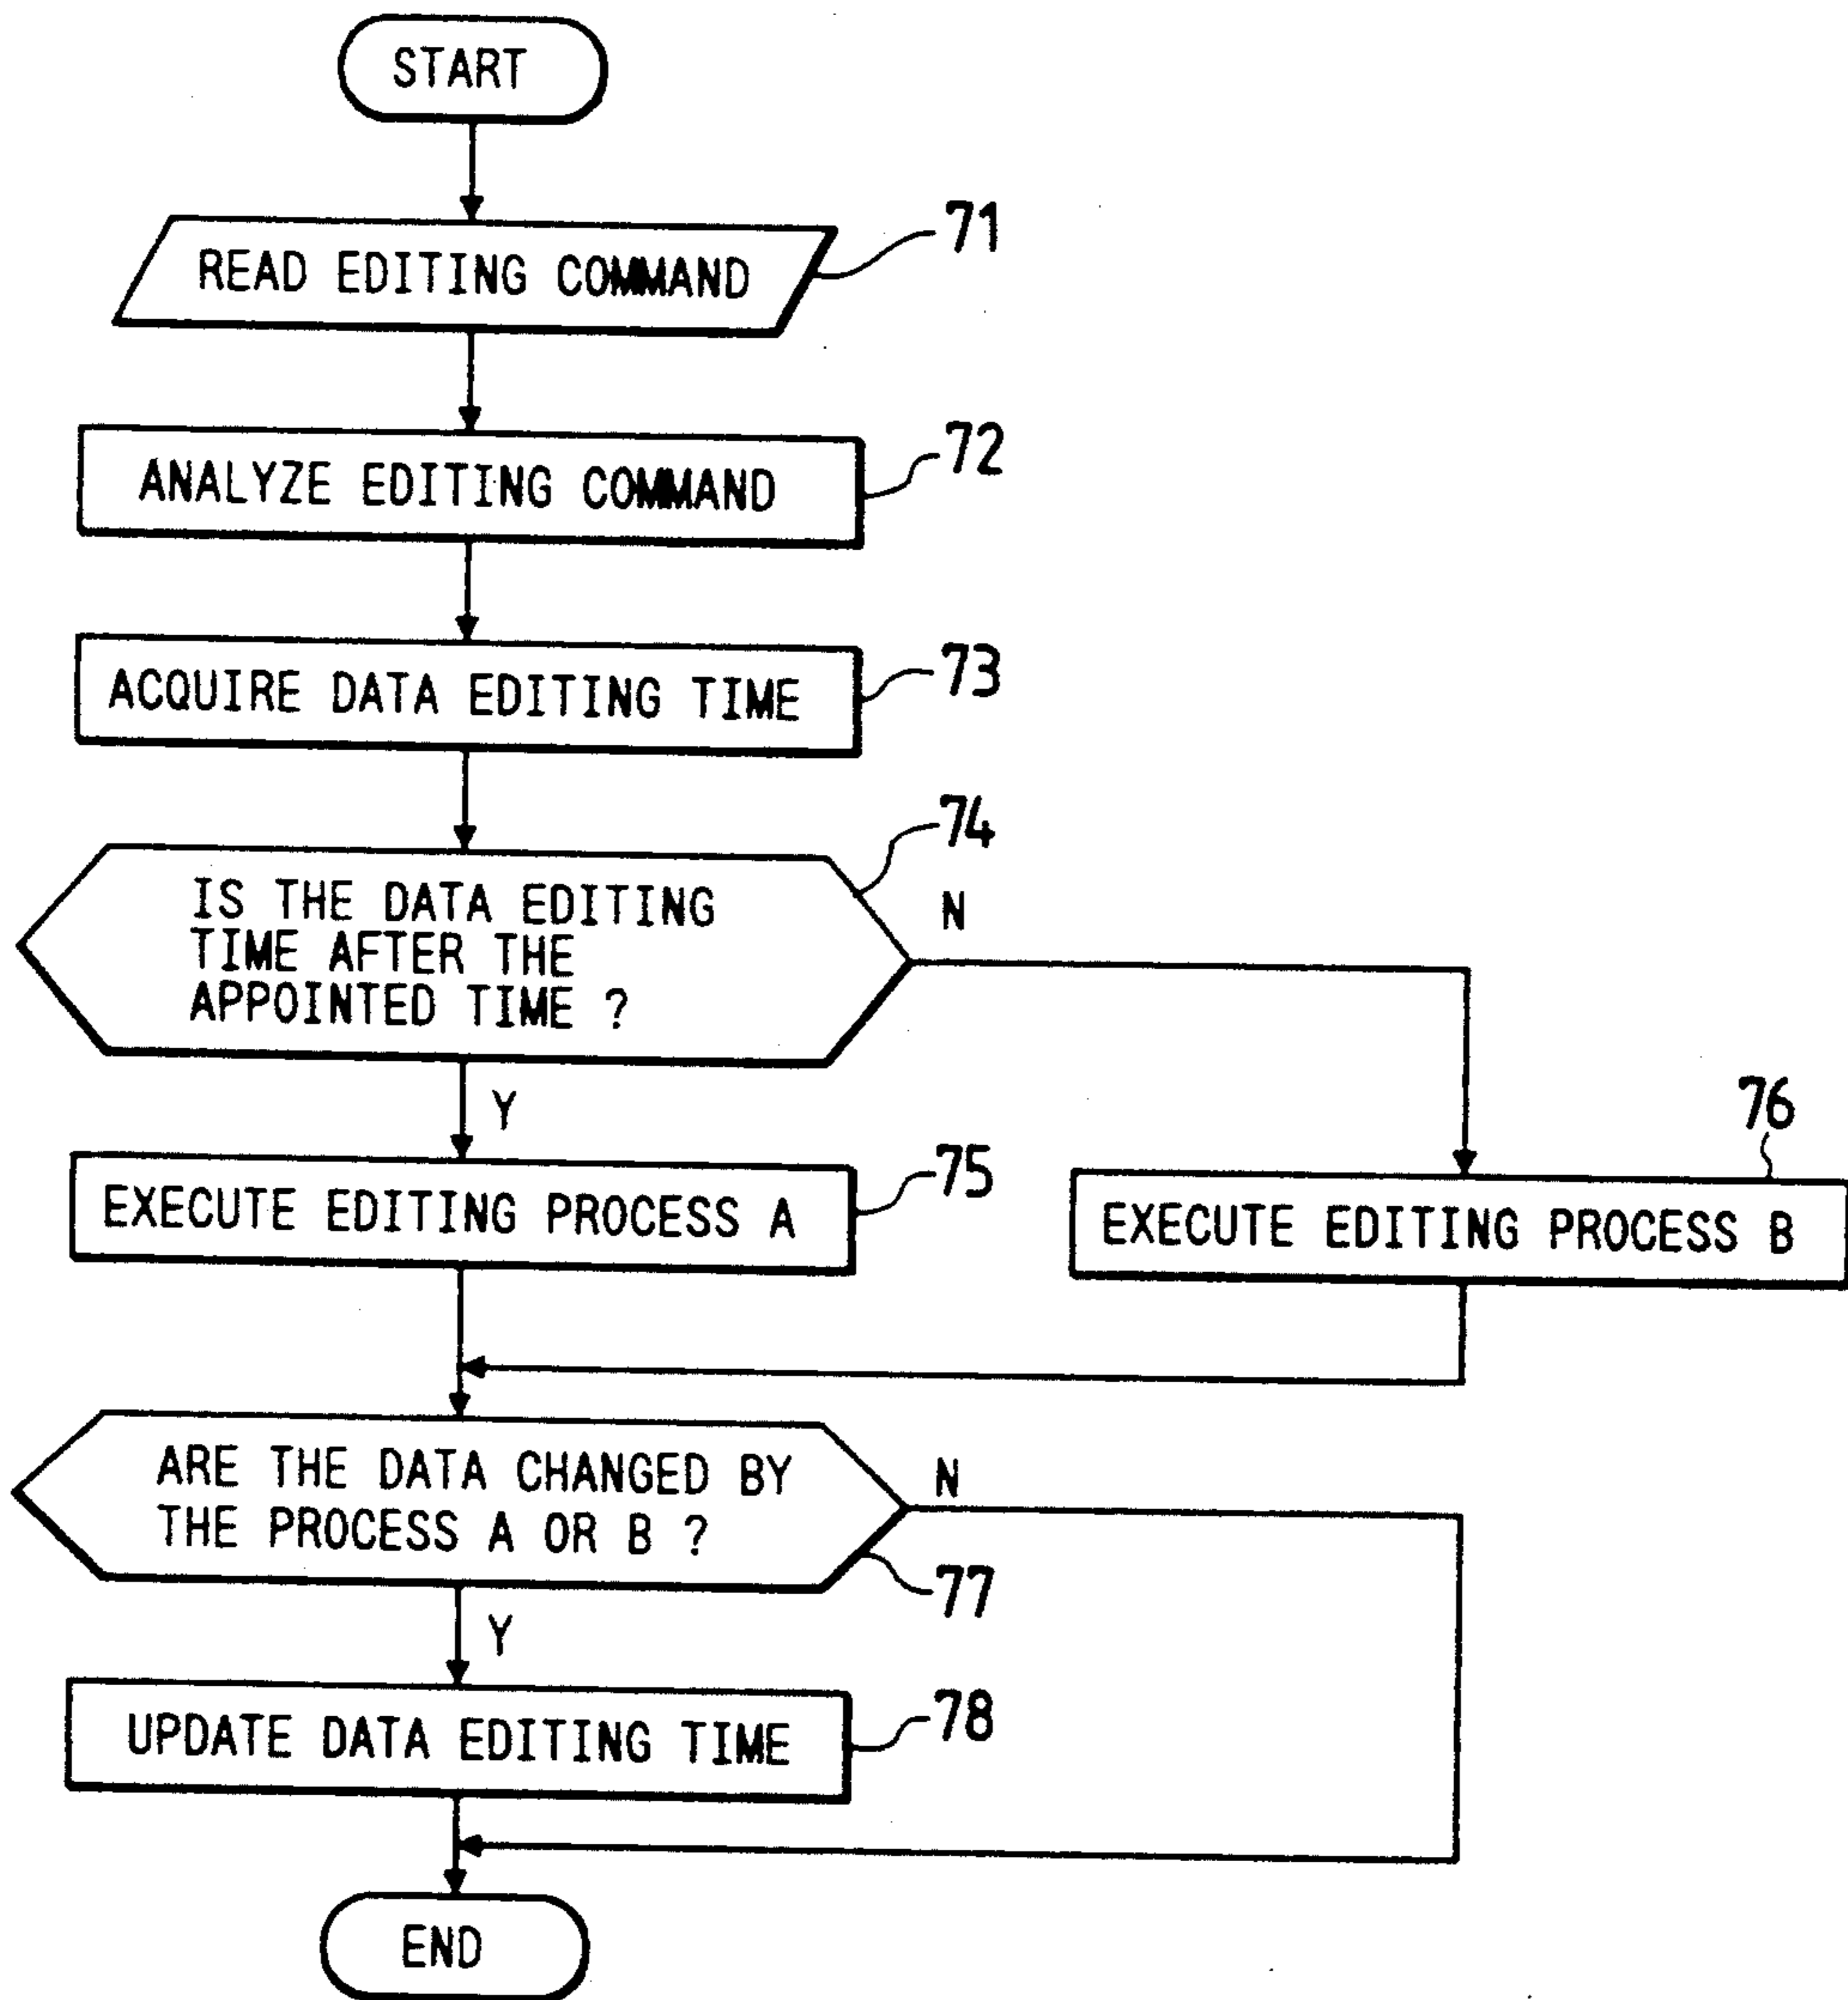 START
READ EDITING COMMAND
71
ANALYZE EDITING COMMAND
72
ACQUIRE DATA EDITING TIME
73
74
IS THE DATA EDITING
TIME AFTER THE
APPOINTED TIME ?
N
Y
EXECUTE EDITING PROCESS A
75
76
EXECUTE EDITING PROCESS B
ARE THE DATA CHANGED BY
THE PROCESS A OR B ?
N
77
Y
UPDATE DATA EDITING TIME
78
END